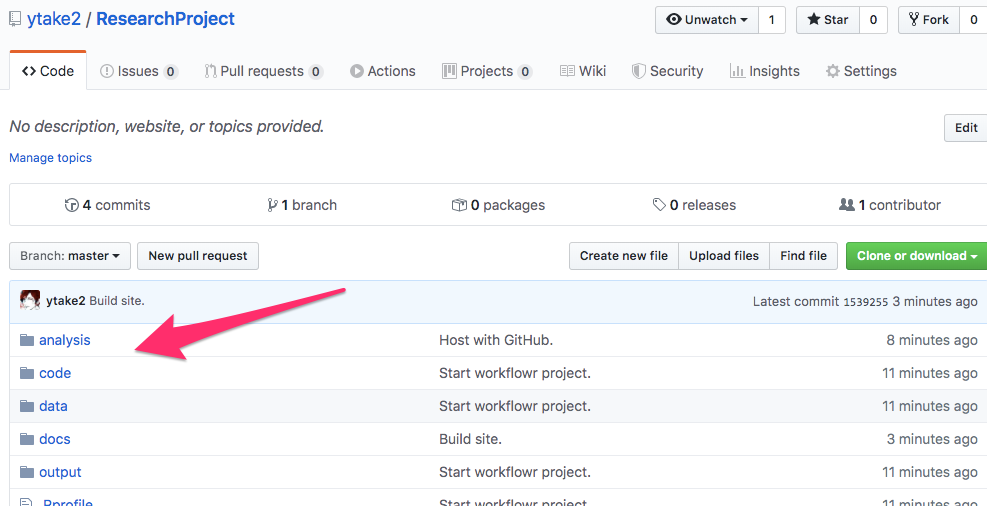 ytake2 / ResearchProject
Unwatch 1 Star 0 Fork 0
Code Issues 0 Pull requests 0 Actions Projects 0 Wiki Security Insights Settings
No description, website, or topics provided. Edit
Manage topics
4 commits 1 branch 0 packages 0 releases 1 contributor
Branch: master New pull request Create new file Upload files Find file Clone or download
ytake2 Build site. Latest commit 1539255 3 minutes ago
analysis Host with GitHub. 8 minutes ago
code Start workflowr project. 11 minutes ago
data Start workflowr project. 11 minutes ago
docs Build site. 3 minutes ago
output Start workflowr project. 11 minutes ago
.Rprofile Start workflowr project. 11 minutes ago